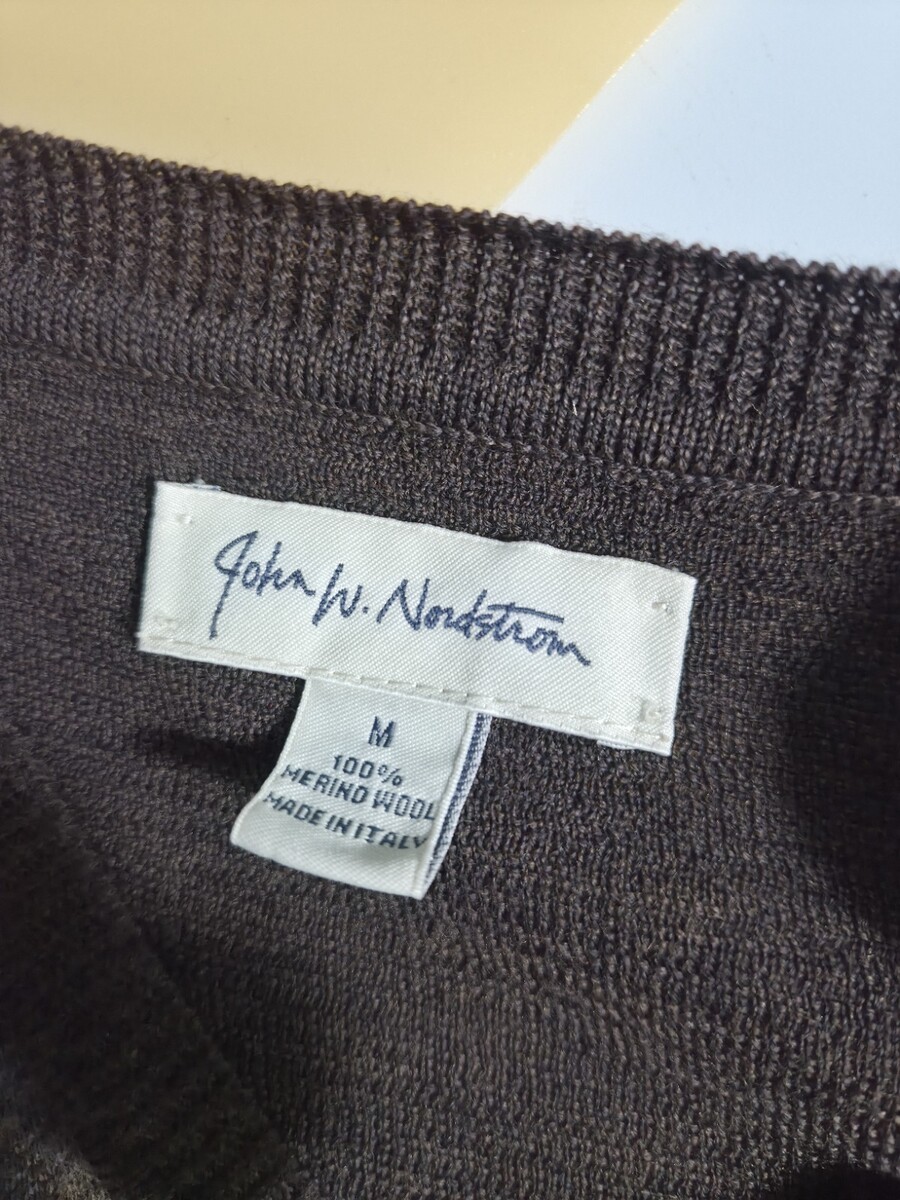 John W. Nordstrom
M
100%
MERINO WOOL
MADE IN ITALY